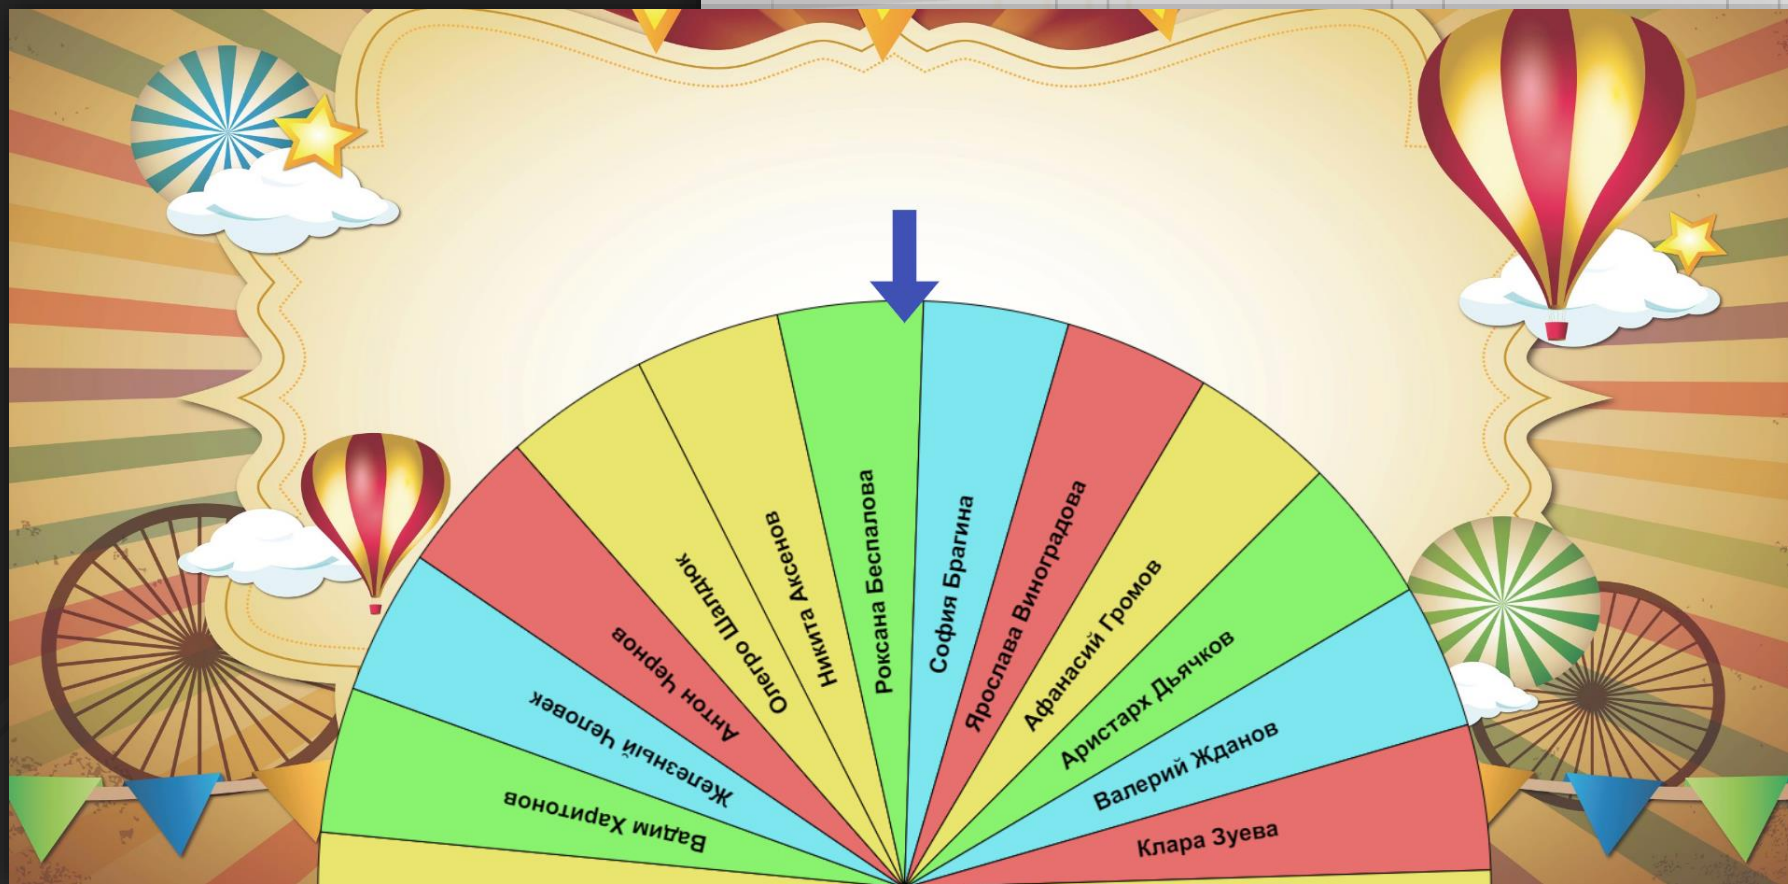 Вадим Харитонов
Железный Человек
Антон Чернов
Олегро Шалдюк
Никита Аксенов
Роксана Беспалова
София Брагина
Ярослава Виноградова
Афанасий Громов
Аристарх Дьячков
Валерий Жданов
Клара Зуева